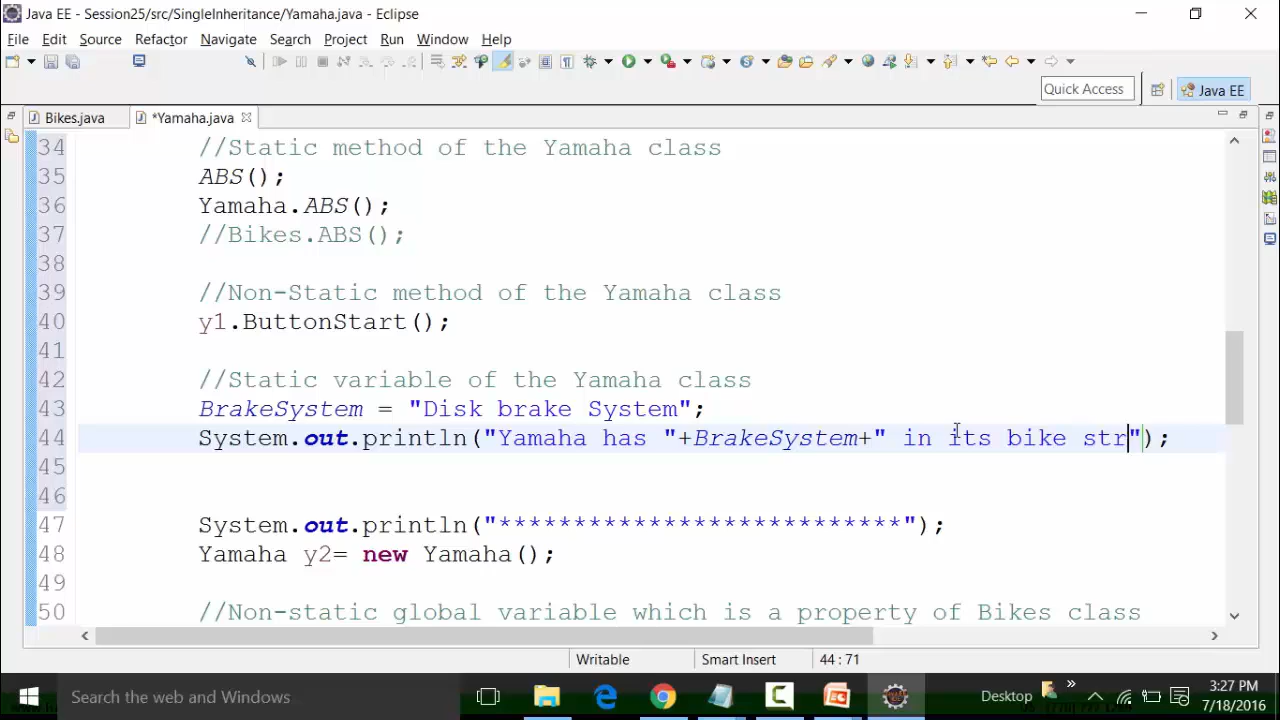 Java EE - Session25/src/SingleInheritance/Yamaha.java - Eclipse
File Edit Source Refactor Navigate Search Project Run Window Help
Quick Access
Java EE
Bikes.java
*Yamaha.java
34 //Static method of the Yamaha class
35 ABS();
36 Yamaha.ABS();
37 //Bikes.ABS();
38
39 //Non-Static method of the Yamaha class
40 y1.ButtonStart();
41
42 //Static variable of the Yamaha class
43 BrakeSystem = "Disk brake System";
44 System.out.println("Yamaha has "+BrakeSystem+" in its bike str");
45
46
47 System.out.println("****************************");
48 Yamaha y2= new Yamaha();
49
50 //Non-static global variable which is a property of Bikes class
Writable
Smart Insert
44 : 71
Search the web and Windows
Desktop
3:27 PM
7/18/2016